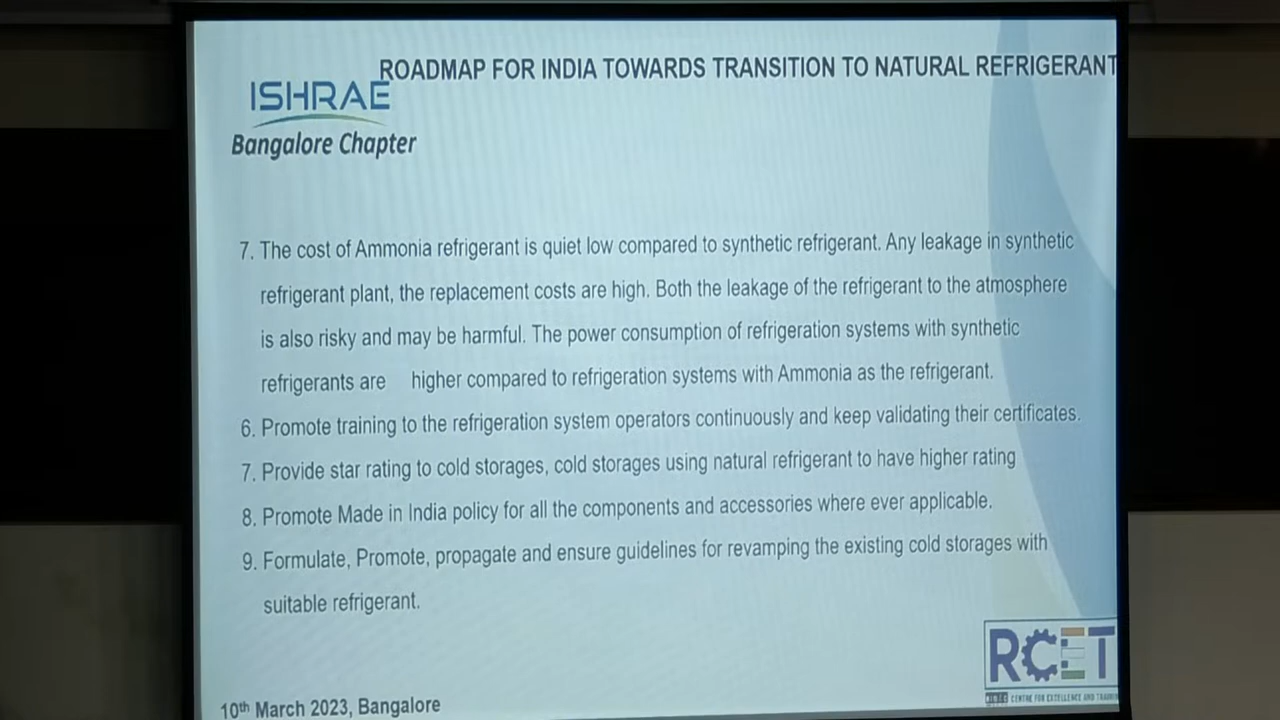 ROADMAP FOR INDIA TOWARDS TRANSITION TO NATURAL REFRIGERANT
ISHRAE
Bangalore Chapter
7. The cost of Ammonia refrigerant is quiet low compared to synthetic refrigerant. Any leakage in synthetic
refrigerant plant, the replacement costs are high. Both the leakage of the refrigerant to the atmosphere
is also risky and may be harmful. The power consumption of refrigeration systems with synthetic
refrigerants are higher compared to refrigeration systems with Ammonia as the refrigerant.
6. Promote training to the refrigeration system operators continuously and keep validating their certificates.
7. Provide star rating to cold storages, cold storages using natural refrigerant to have higher rating
8. Promote Made in India policy for all the components and accessories where ever applicable.
9. Formulate, Promote, propagate and ensure guidelines for revamping the existing cold storages with
suitable refrigerant.
RCET
CENTRE FOR EXCELLENCE AND
10th March 2023, Bangalore